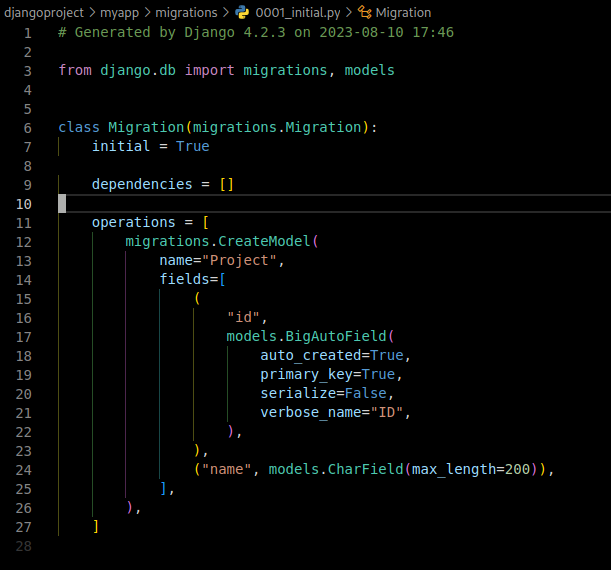 djangoproject > myapp > migrations > 0001_initial.py > Migration
1 # Generated by Django 4.2.3 on 2023-08-10 17:46
2
3 from django.db import migrations, models
4
5
6 class Migration(migrations.Migration):
7     initial = True
8
9     dependencies = []
10
11     operations = [
12         migrations.CreateModel(
13             name="Project",
14             fields=[
15                 (
16                     "id",
17                     models.BigAutoField(
18                         auto_created=True,
19                         primary_key=True,
20                         serialize=False,
21                         verbose_name="ID",
22                     ),
23                 ),
24                 ("name", models.CharField(max_length=200)),
25             ],
26         ),
27     ]
28